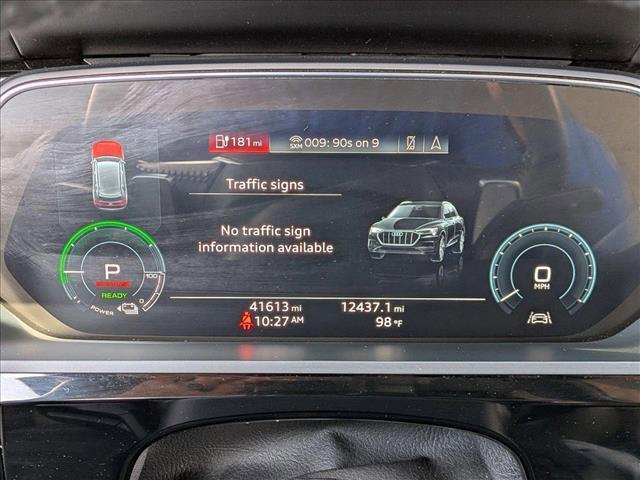 181 mi
SXM 009: 90s on 9
A
Traffic signs
No traffic sign
information available
P
READY
100
0
POWER
0
MPH
41613 mi
12437.1 mi
10:27 AM
98 °F